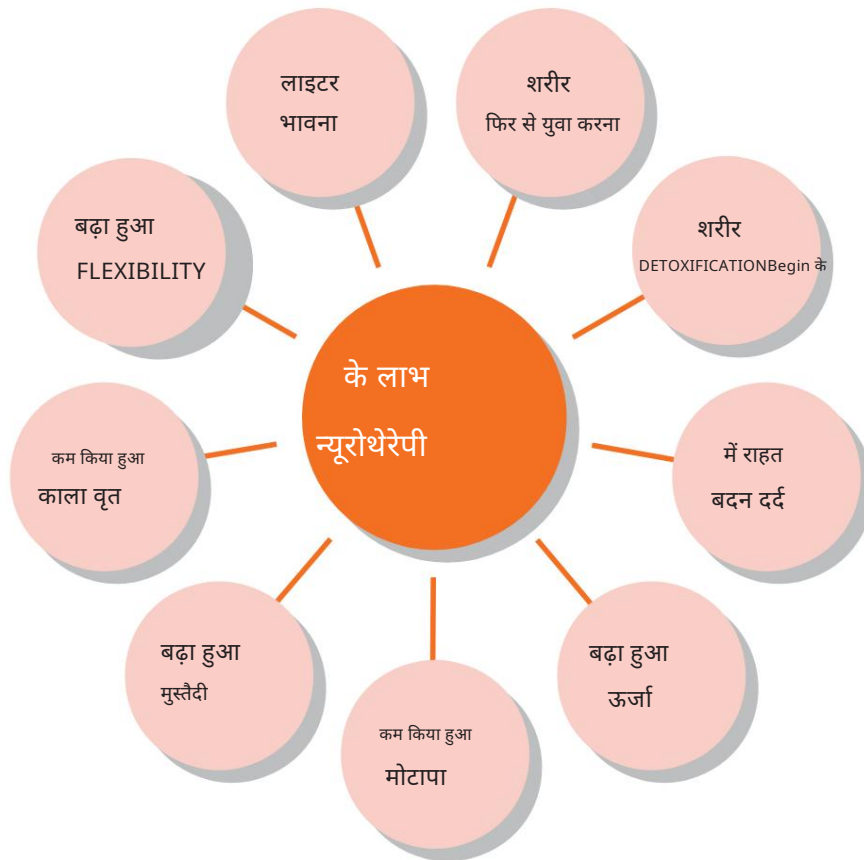 लाइटर
भावना
शरीर
फिर से युवा करना
बढ़ा हुआ
FLEXIBILITY
शरीर
DETOXIFICATIONBegin के
के लाभ
न्यूरोथेरेपी
कम किया हुआ
काला वृत
में राहत
बदन दर्द
बढ़ा हुआ
मुस्तैदी
बढ़ा हुआ
ऊर्जा
कम किया हुआ
मोटापा